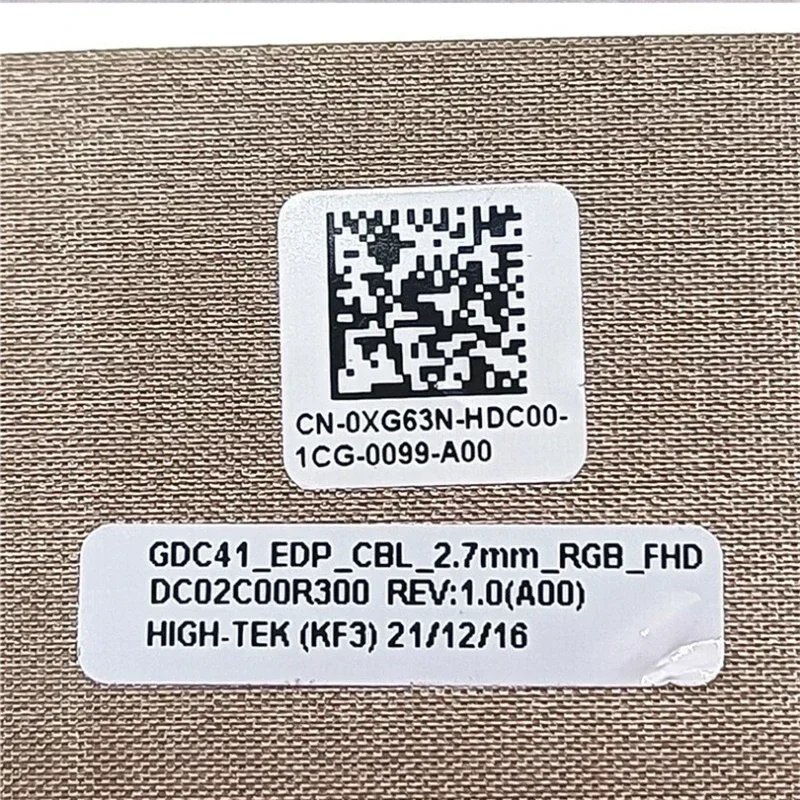 CN-0XG63N-HDC00-
1CG-0099-A00
GDC41_EDP_CBL_2.7mm_RGB_FHD
DC02C00R300 REV:1.0(A00)
HIGH-TEK (KF3) 21/12/16